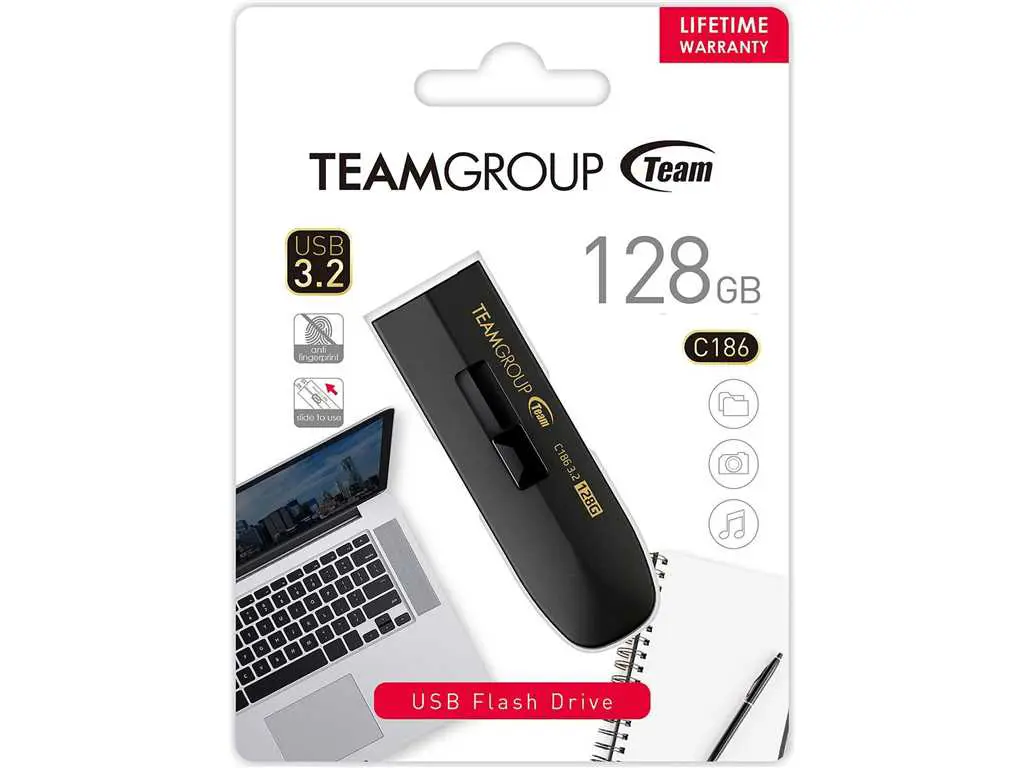 LIFETIME
WARRANTY
TEAMGROUP Team
USB
3.2
128GB
anti
fingerprint
C186
slide to use
TEAMGROUP Team
C186 3.2 128G
USB Flash Drive